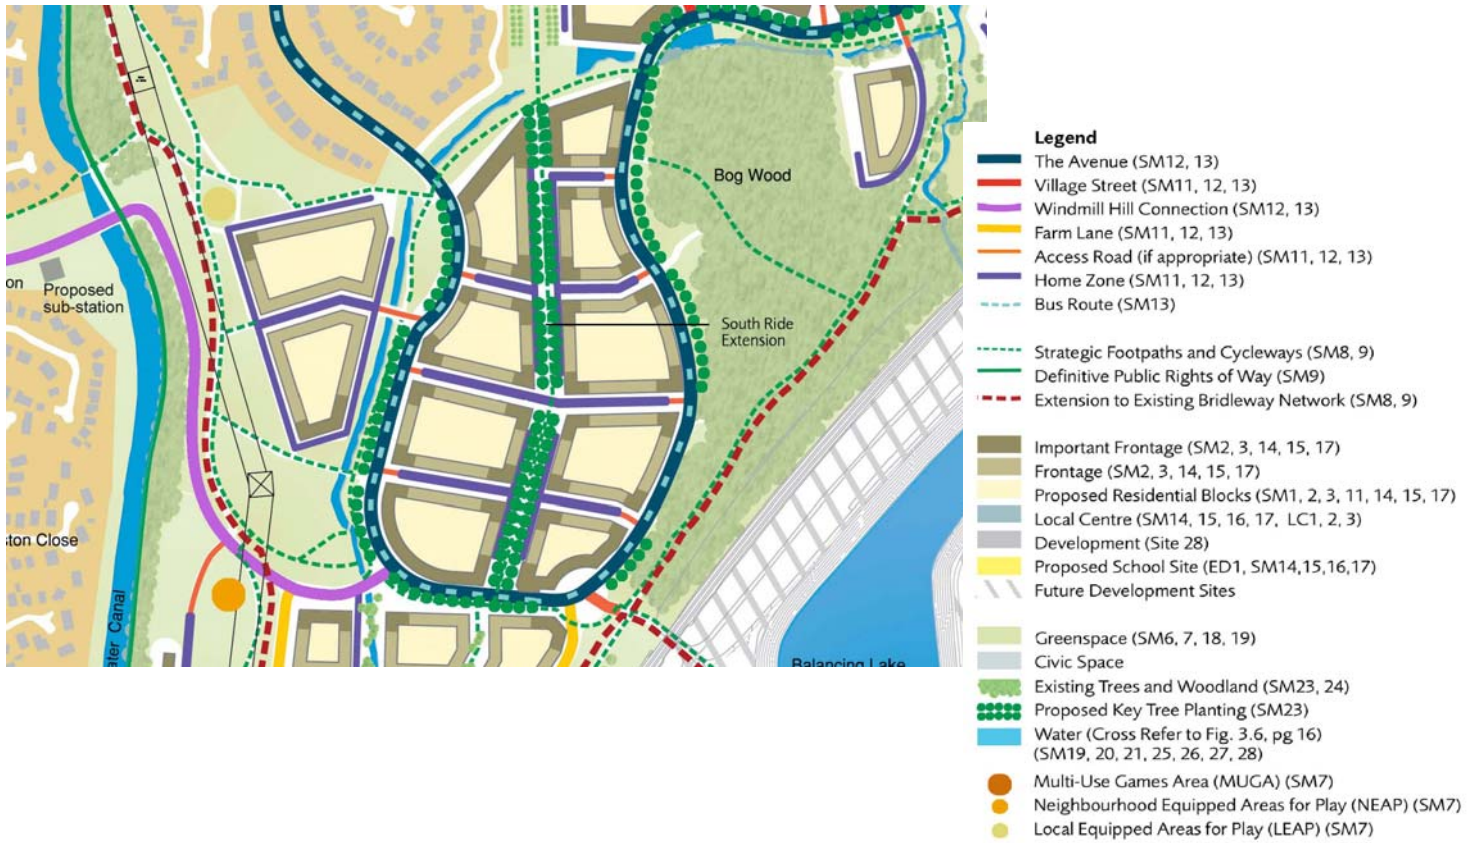 Bog Wood
on
Proposed
sub-station
South Ride
Extension
ston Close
ater Canal
Balancing Lake
Legend
The Avenue (SM12, 13)
Village Street (SM11, 12, 13)
Windmill Hill Connection (SM12, 13)
Farm Lane (SM11, 12, 13)
Access Road (if appropriate) (SM11, 12, 13)
Home Zone (SM11, 12, 13)
Bus Route (SM13)
Strategic Footpaths and Cycleways (SM8, 9)
Definitive Public Rights of Way (SM9)
Extension to Existing Bridleway Network (SM8, 9)
Important Frontage (SM2, 3, 14, 15, 17)
Frontage (SM2, 3, 14, 15, 17)
Proposed Residential Blocks (SM1, 2, 3, 11, 14, 15, 17)
Local Centre (SM14, 15, 16, 17, LC1, 2, 3)
Development (Site 28)
Proposed School Site (ED1, SM14,15,16,17)
Future Development Sites
Greenspace (SM6, 7, 18, 19)
Civic Space
Existing Trees and Woodland (SM23, 24)
Proposed Key Tree Planting (SM23)
Water (Cross Refer to Fig. 3.6, pg 16)
(SM19, 20, 21, 25, 26, 27, 28)
Multi-Use Games Area (MUGA) (SM7)
Neighbourhood Equipped Areas for Play (NEAP) (SM7)
Local Equipped Areas for Play (LEAP) (SM7)